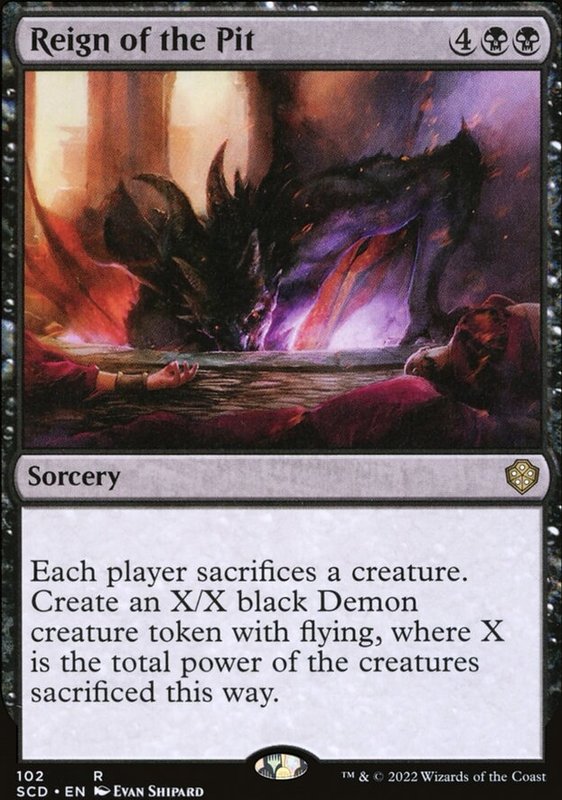 Reign of the Pit 4
Sorcery
Each player sacrifices a creature.
Create an X/X black Demon
creature token with flying, where X
is the total power of the creatures
sacrificed this way.
102 R
SCD • EN Evan Shipard ™ & © 2022 Wizards of the Coast